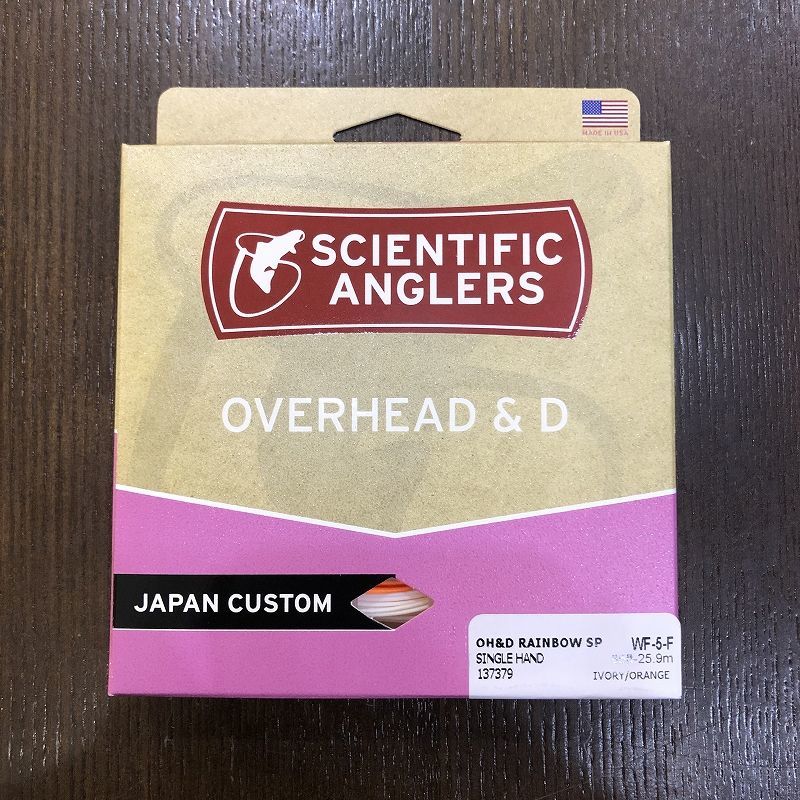 MADE IN USA
SCIENTIFIC
ANGLERS
OVERHEAD & D
JAPAN CUSTOM
OH&D RAINBOW SP WF-5-F
SINGLE HAND -25.9m
137379 IVORY/ORANGE